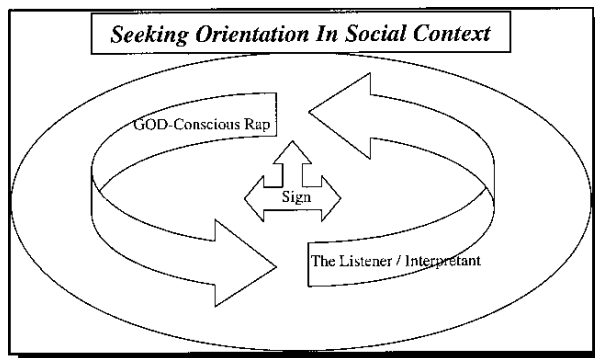 Seeking Orientation In Social Context
GOD-Conscious Rap
Sign
The Listener / Interpretant